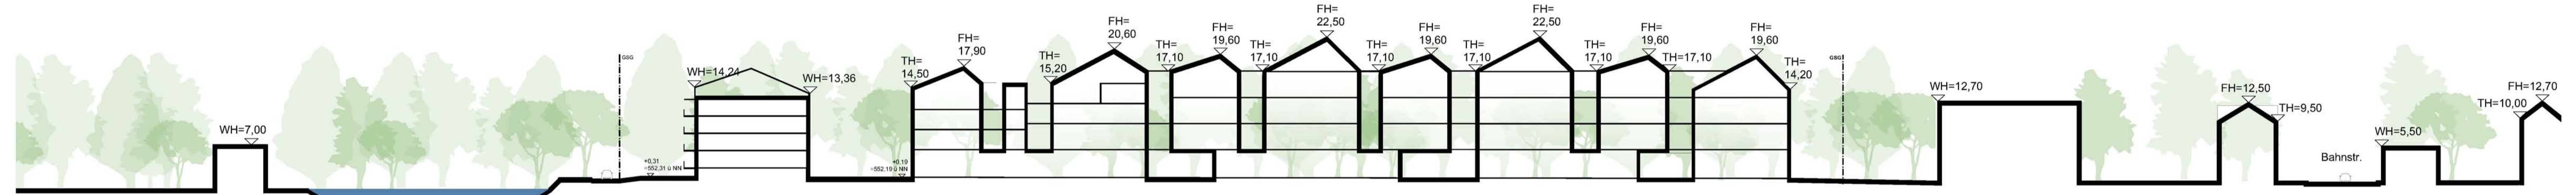 WH=7,00
GSG
+0,31
=552,31 ü NN
WH=14,24
WH=13,36
+0.19
=552,19 ü NN
TH=
14,50
FH=
17,90
TH=
15,20
FH=
20,60
TH=
17,10
FH=
19,60
TH=
17,10
FH=
22,50
TH=
17,10
FH=
19,60
TH=
17,10
FH=
22,50
TH=
17,10
FH=
19,60
TH=17,10
FH=
19,60
TH=
14,20
GSG
WH=12,70
FH=12,50
TH=9,50
Bahnstr.
WH=5,50
TH=10,00
FH=12,70